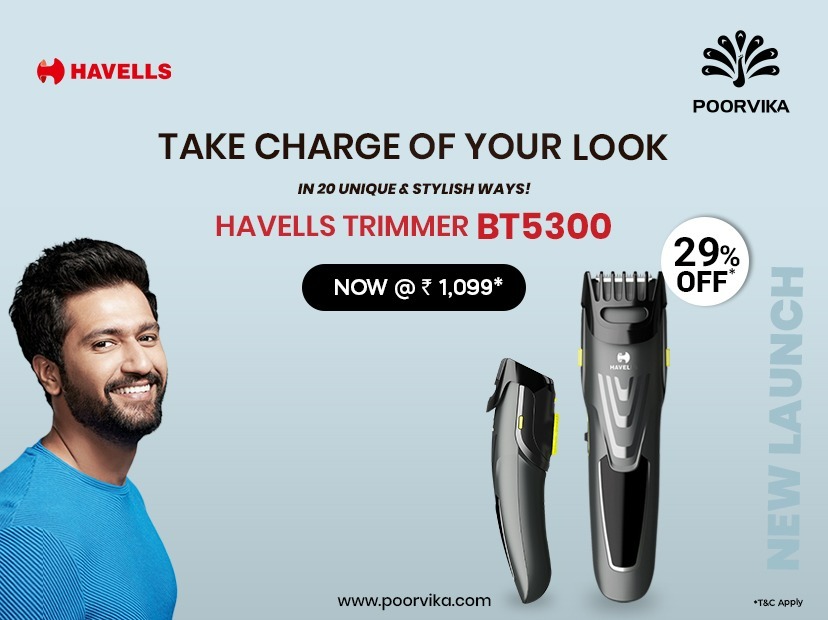 HAVELLS
POORVIKA
TAKE CHARGE OF YOUR LOOK
IN 20 UNIQUE & STYLISH WAYS!
HAVELLS TRIMMER BT5300
29%
OFF*
NOW @ ₹ 1,099*
NEW LAUNCH
HAVELLS
www.poorvika.com
*T&C Apply